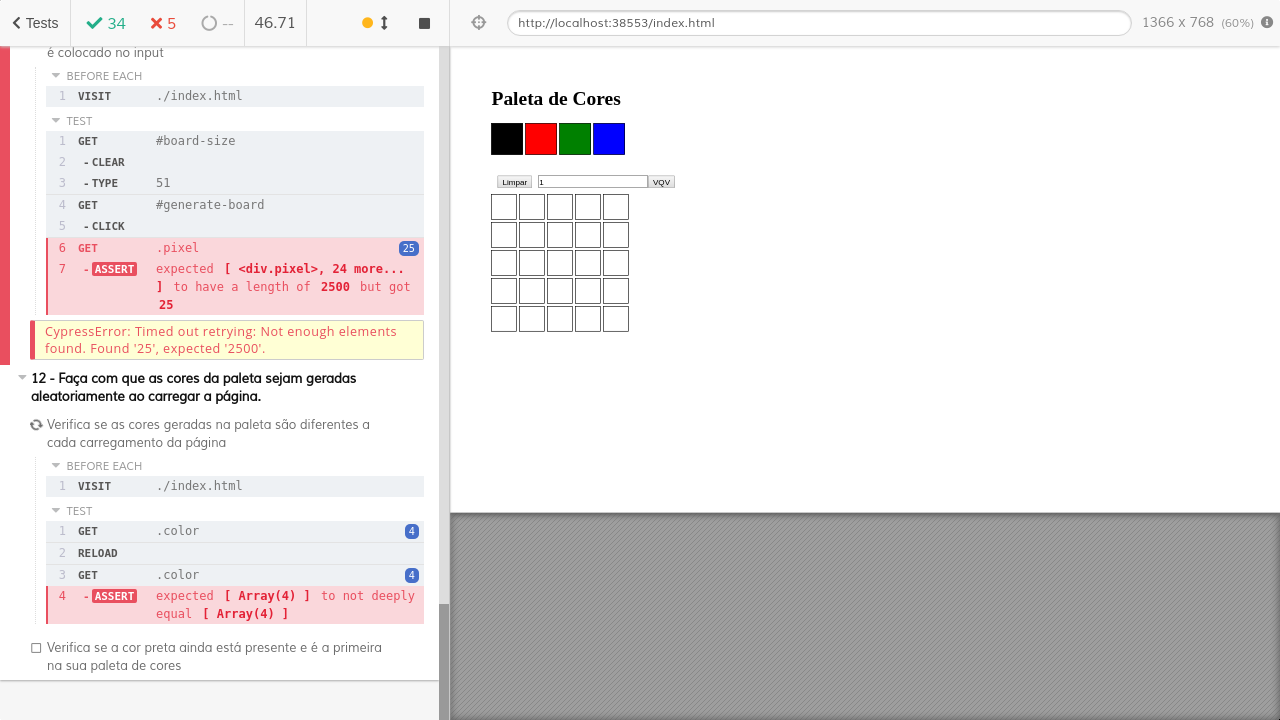 Tests 34 5 -- 46.71 http://localhost:38553/index.html 1366 x 768 (60%)
é colocado no input
BEFORE EACH
1 VISIT ./index.html
TEST
1 GET #board-size
2 -CLEAR
3 -TYPE 51
4 GET #generate-board
5 -CLICK
6 GET .pixel 25
7 -ASSERT expected [ <div.pixel>, 24 more...
] to have a length of 2500 but got
25
CypressError: Timed out retrying: Not enough elements
found. Found '25', expected '2500'.
12 - Faça com que as cores da paleta sejam geradas
aleatoriamente ao carregar a página.
Verifica se as cores geradas na paleta são diferentes a
cada carregamento da página
BEFORE EACH
1 VISIT ./index.html
TEST
1 GET .color 4
2 RELOAD
3 GET .color 4
4 -ASSERT expected [ Array(4) ] to not deeply
equal [ Array(4) ]
Verifica se a cor preta ainda está presente e é a primeira
na sua paleta de cores
Paleta de Cores
Limpar 1 VQV